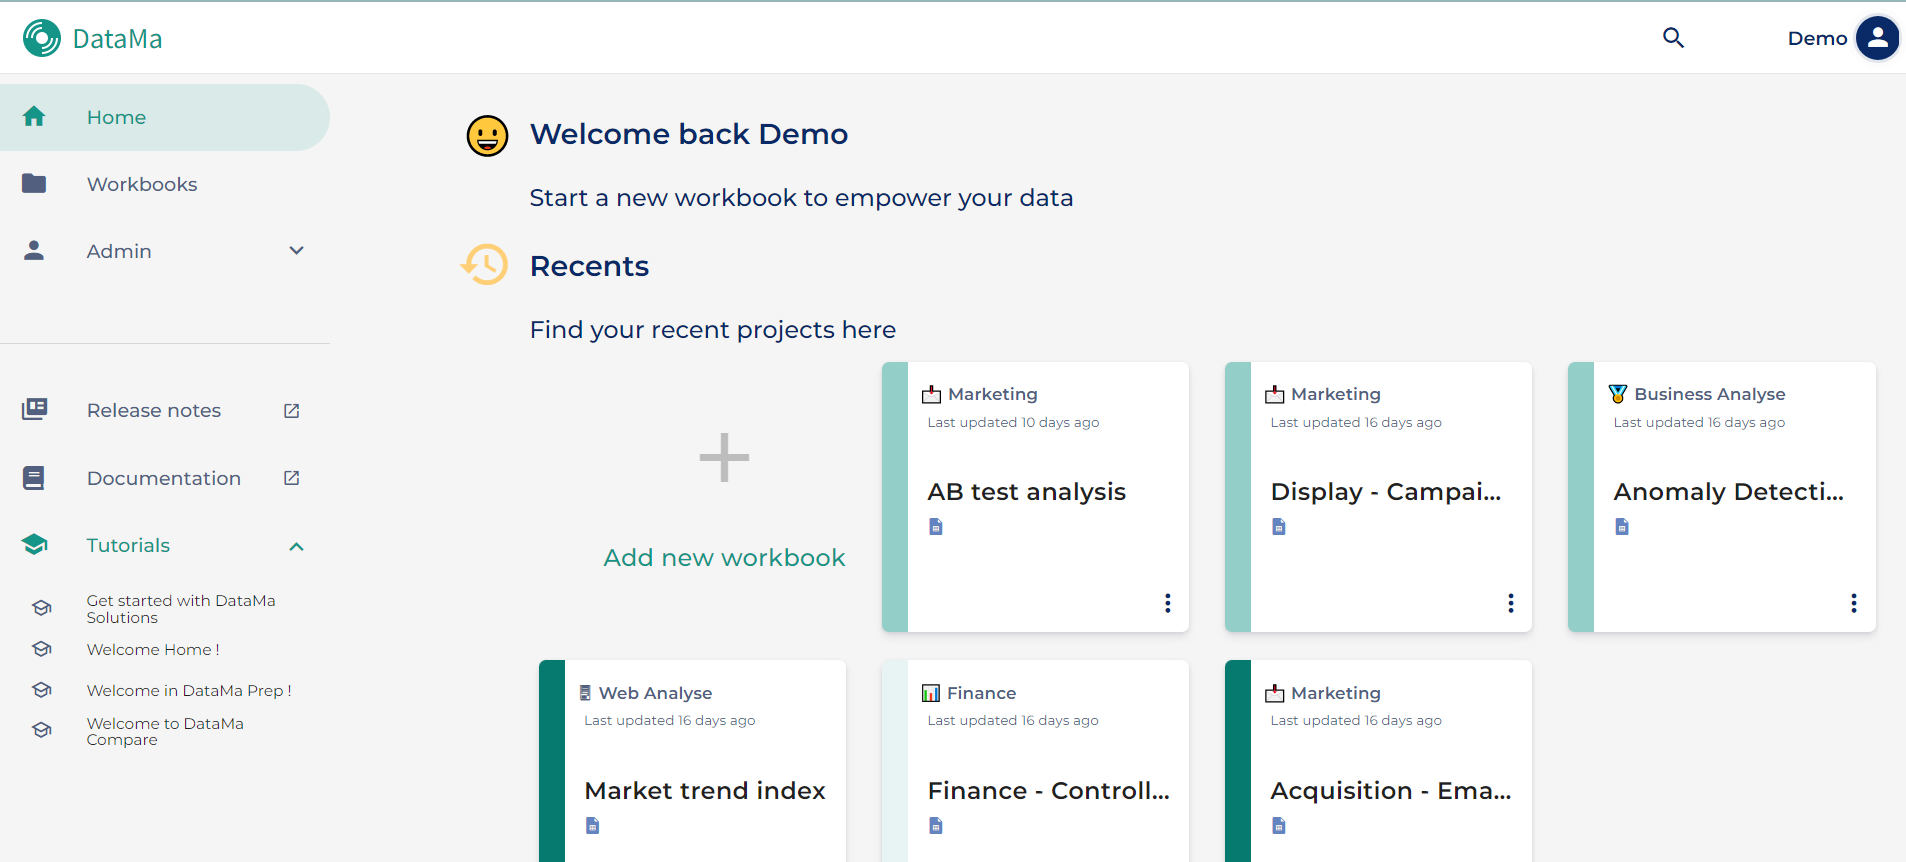 DataMa
Demo
Home
Workbooks
Admin
Release notes
Documentation
Tutorials
Get started with DataMa
Solutions
Welcome Home !
Welcome in DataMa Prep !
Welcome to DataMa
Compare
Welcome back Demo
Start a new workbook to empower your data
Recents
Find your recent projects here
Add new workbook
Marketing
Last updated 10 days ago
AB test analysis
Marketing
Last updated 16 days ago
Display - Campai...
Business Analyse
Last updated 16 days ago
Anomaly Detecti...
Web Analyse
Last updated 16 days ago
Market trend index
Finance
Last updated 16 days ago
Finance - Controll...
Marketing
Last updated 16 days ago
Acquisition - Ema...